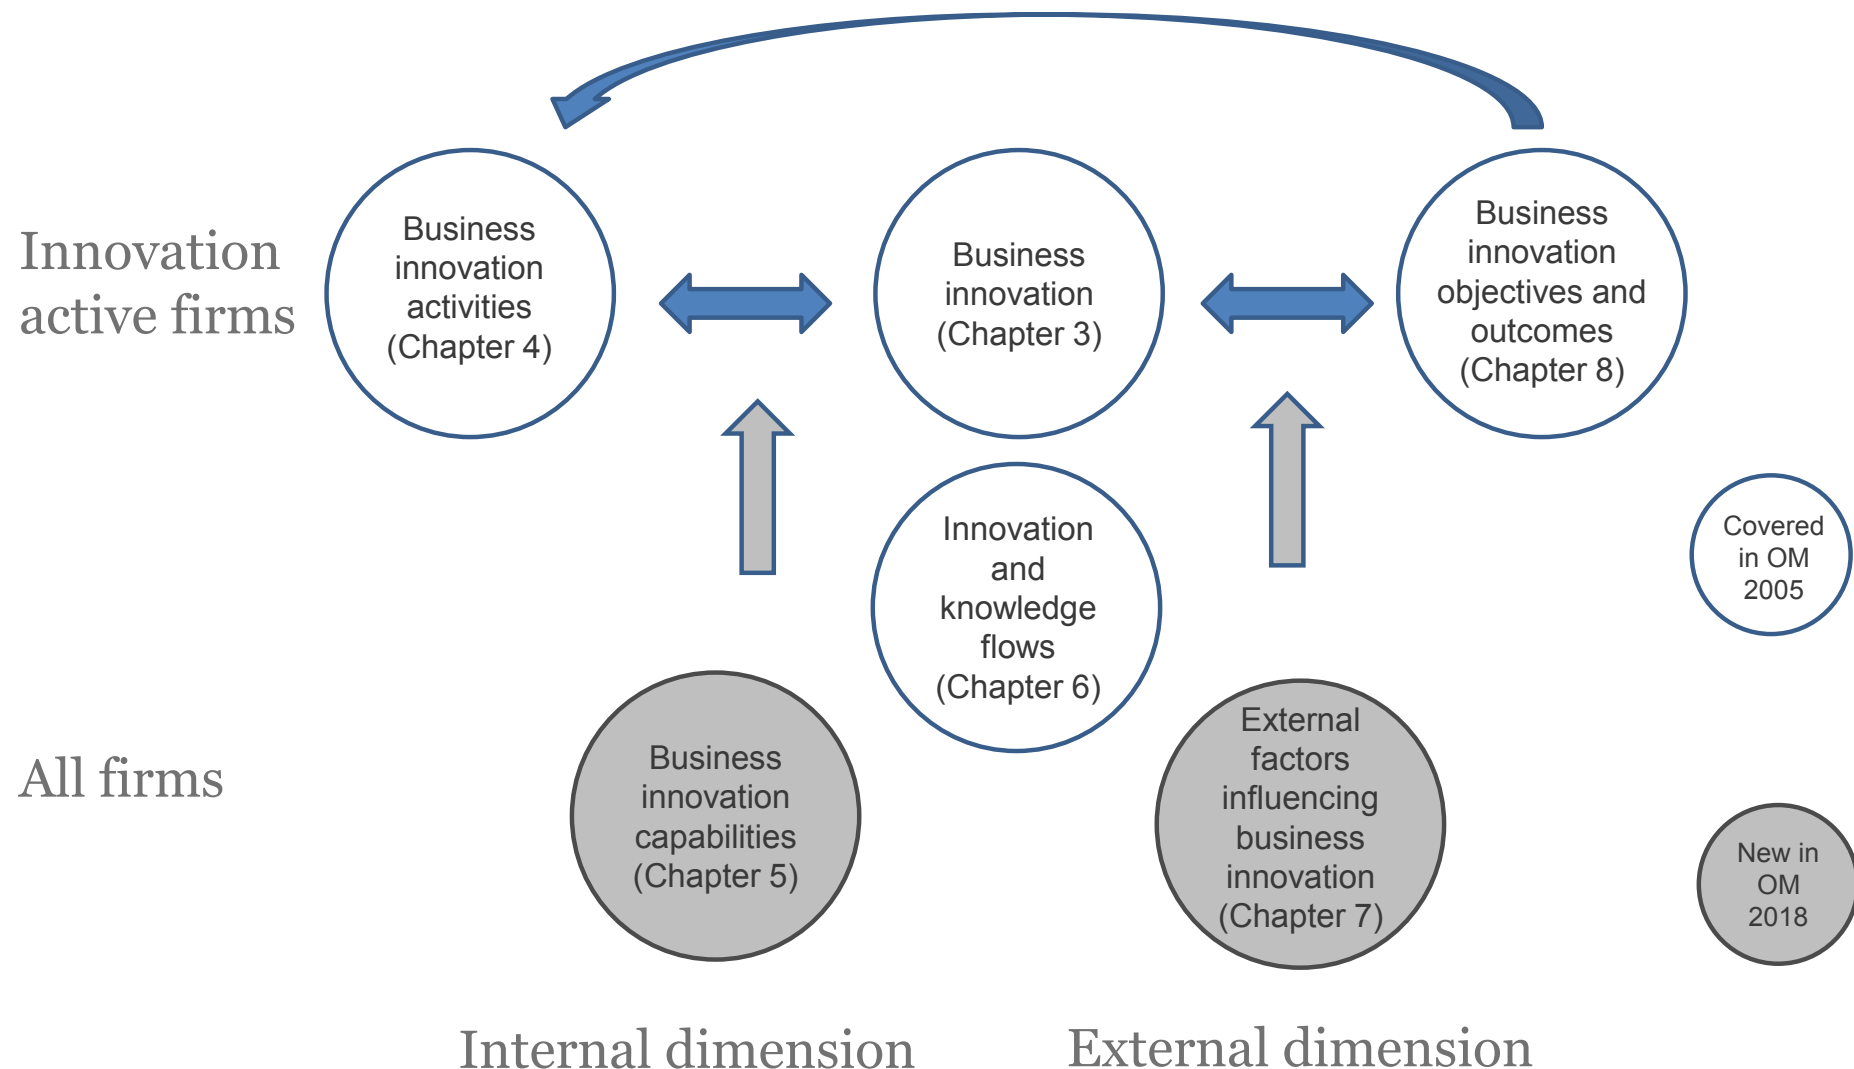 Innovation
active firms
Business
innovation
activities
(Chapter 4)
Business
innovation
(Chapter 3)
Business
innovation
objectives and
outcomes
(Chapter 8)
Innovation
and
knowledge
flows
(Chapter 6)
Covered
in OM
2005
All firms
Business
innovation
capabilities
(Chapter 5)
External
factors
influencing
business
innovation
(Chapter 7)
New in
OM
2018
Internal dimension
External dimension